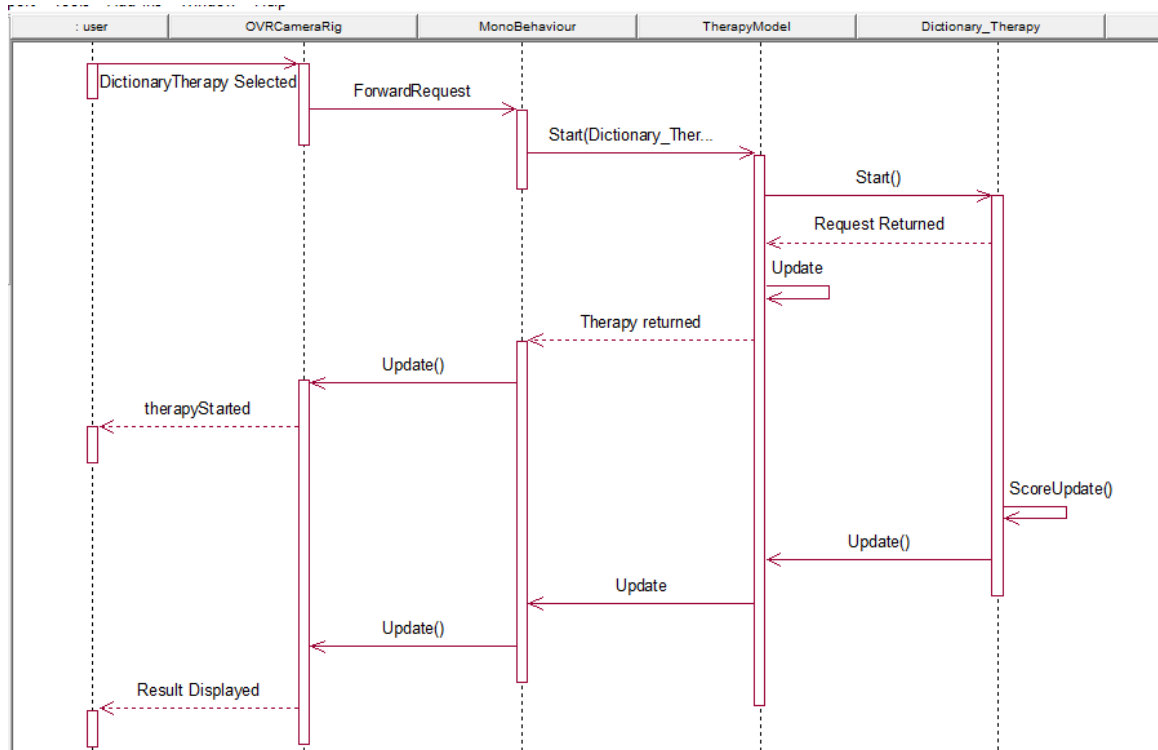 : user
OVRCameraRig
MonoBehaviour
TherapyModel
Dictionary_Therapy
DictionaryTherapy Selected
ForwardRequest
Start(Dictionary_Ther...
Start()
Request Returned
Update
Therapy returned
Update()
therapyStarted
ScoreUpdate()
Update()
Update
Update()
Result Displayed